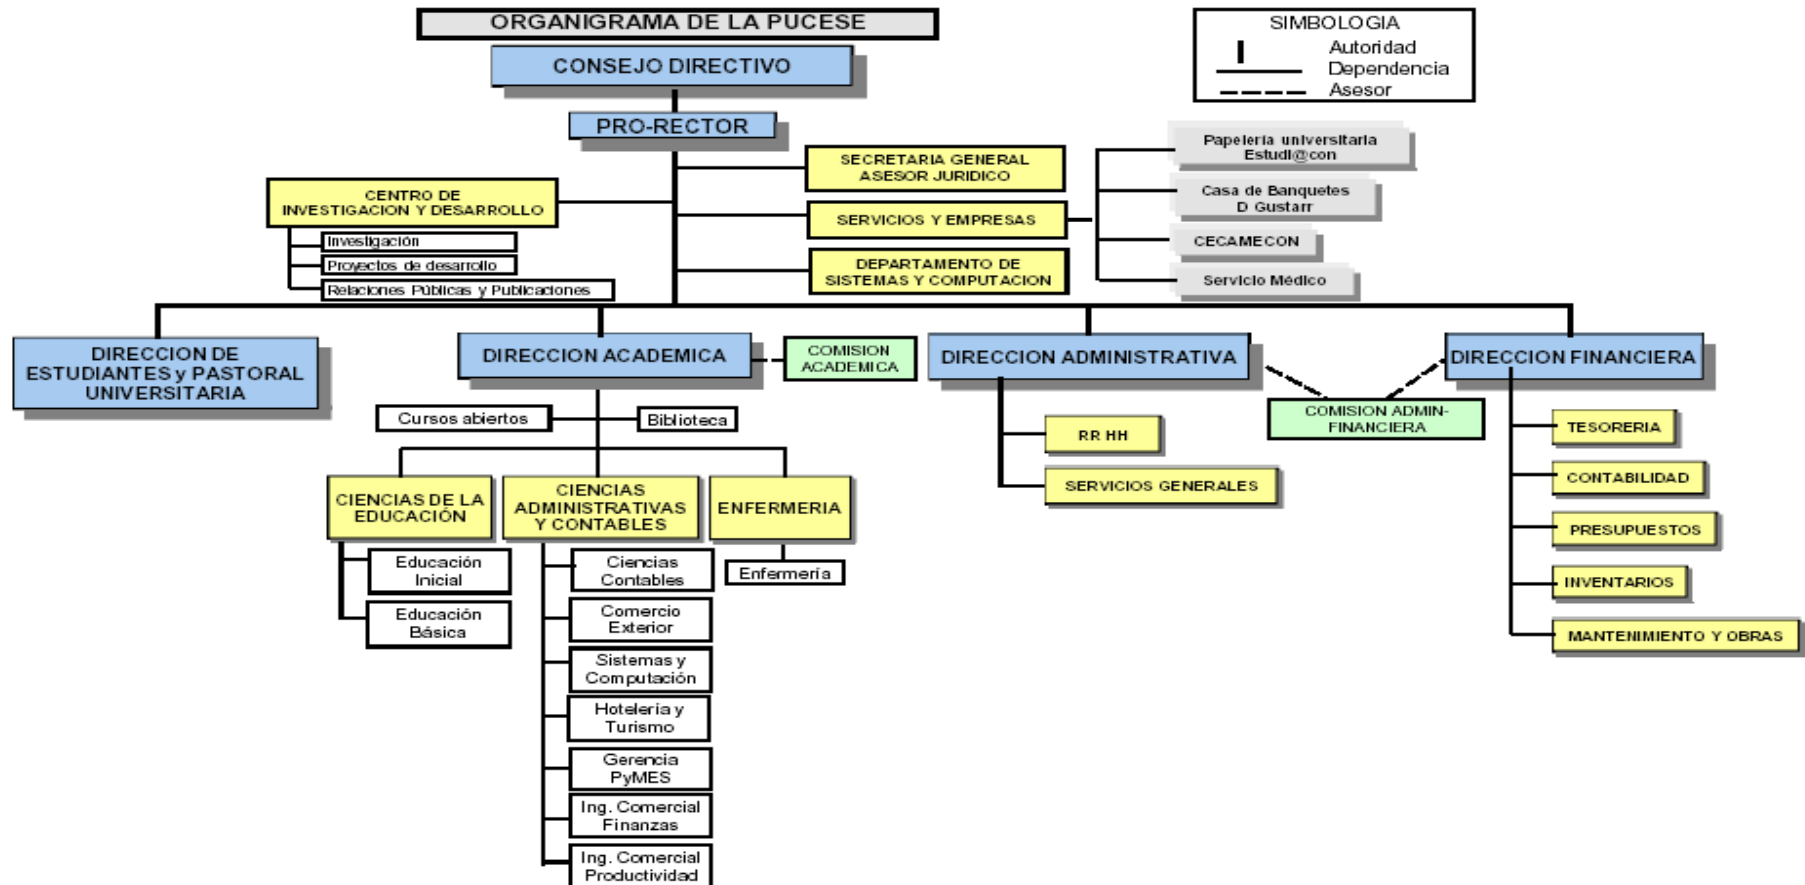 ORGANIGRAMA DE LA PUCESE
SIMBOLOGIA
Autoridad
Dependencia
Asesor
CONSEJO DIRECTIVO
PRO-RECTOR
SECRETARIA GENERAL
ASESOR JURIDICO
SERVICIOS Y EMPRESAS
DEPARTAMENTO DE
SISTEMAS Y COMPUTACION
Papelería universitaria
Estudi@con
Casa de Banquetes
D Gustarr
CECAMECON
Servicio Médico
CENTRO DE
INVESTIGACION Y DESARROLLO
Investigación
Proyectos de desarrollo
Relaciones Públicas y Publicaciones
DIRECCION DE
ESTUDIANTES y PASTORAL
UNIVERSITARIA
DIRECCION ACADEMICA
COMISION
ACADEMICA
DIRECCION ADMINISTRATIVA
DIRECCION FINANCIERA
COMISION ADMIN-
FINANCIERA
Cursos abiertos
Biblioteca
CIENCIAS DE LA
EDUCACIÓN
Educación
Inicial
Educación
Básica
CIENCIAS
ADMINISTRATIVAS
Y CONTABLES
Ciencias
Contables
Comercio
Exterior
Sistemas y
Computación
Hotelería y
Turismo
Gerencia
PyMES
Ing. Comercial
Finanzas
Ing. Comercial
Productividad
ENFERMERIA
Enfermería
RR HH
SERVICIOS GENERALES
TESORERIA
CONTABILIDAD
PRESUPUESTOS
INVENTARIOS
MANTENIMIENTO Y OBRAS